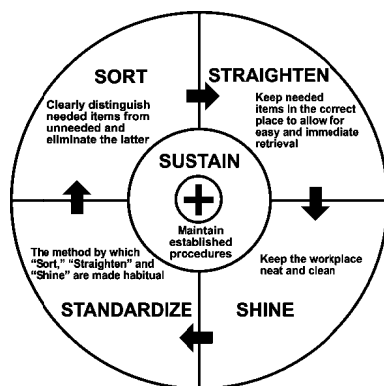 SORT
Clearly distinguish
needed items from
unneeded and
eliminate the latter
STRAIGHTEN
Keep needed
items in the correct
place to allow for
easy and immediate
retrieval
SUSTAIN
Maintain
established
procedures
The method by which
“Sort,” “Straighten” and
“Shine” are made habitual
STANDARDIZE
Keep the workplace
neat and clean
SHINE